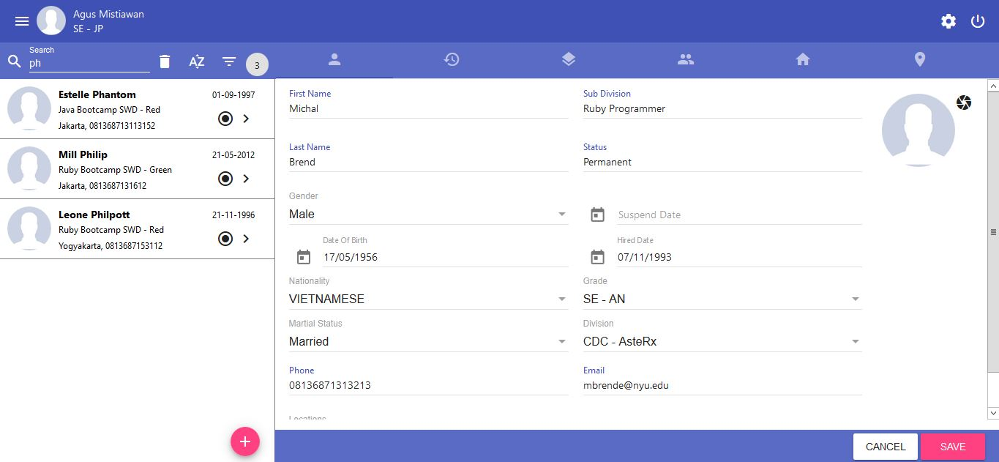 Agus Mistiawan
SE - JP
Search
ph
3
Estelle Phantom
01-09-1997
Java Bootcamp SWD - Red
Jakarta, 081368713113152
Mill Philip
21-05-2012
Ruby Bootcamp SWD - Green
Jakarta, 0813687131612
Leone Philpott
21-11-1996
Ruby Bootcamp SWD - Red
Yogyakarta, 0813687153112
First Name
Michal
Sub Division
Ruby Programmer
Last Name
Brend
Status
Permanent
Gender
Male
Suspend Date
Date Of Birth
17/05/1956
Hired Date
07/11/1993
Nationality
VIETNAMESE
Grade
SE - AN
Martial Status
Married
Division
CDC - AsteRx
Phone
08136871313213
Email
mbrende@nyu.edu
Locations
CANCEL
SAVE